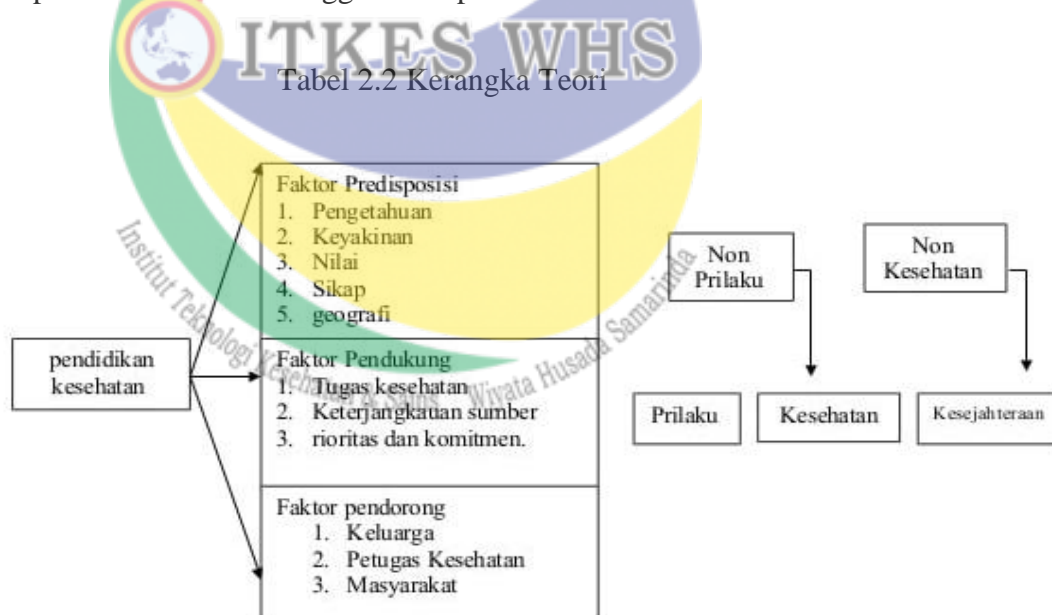 ITKES WHS
Tabel 2.2 Kerangka Teori
Faktor Predisposisi
1. Pengetahuan
2. Keyakinan
3. Nilai
4. Sikap
5. geografi
Faktor Pendukung
1. Tugas kesehatan
2. Keterjangkauan sumber
3. rioritas dan komitmen.
Faktor pendorong
1. Keluarga
2. Petugas Kesehatan
3. Masyarakat
pendidikan
kesehatan
Non
Prilaku
Non
Kesehatan
Prilaku
Kesehatan
Kesejahteraan
Institut Teknologi Kesehatan & Sains Wiyata Husada Samarinda